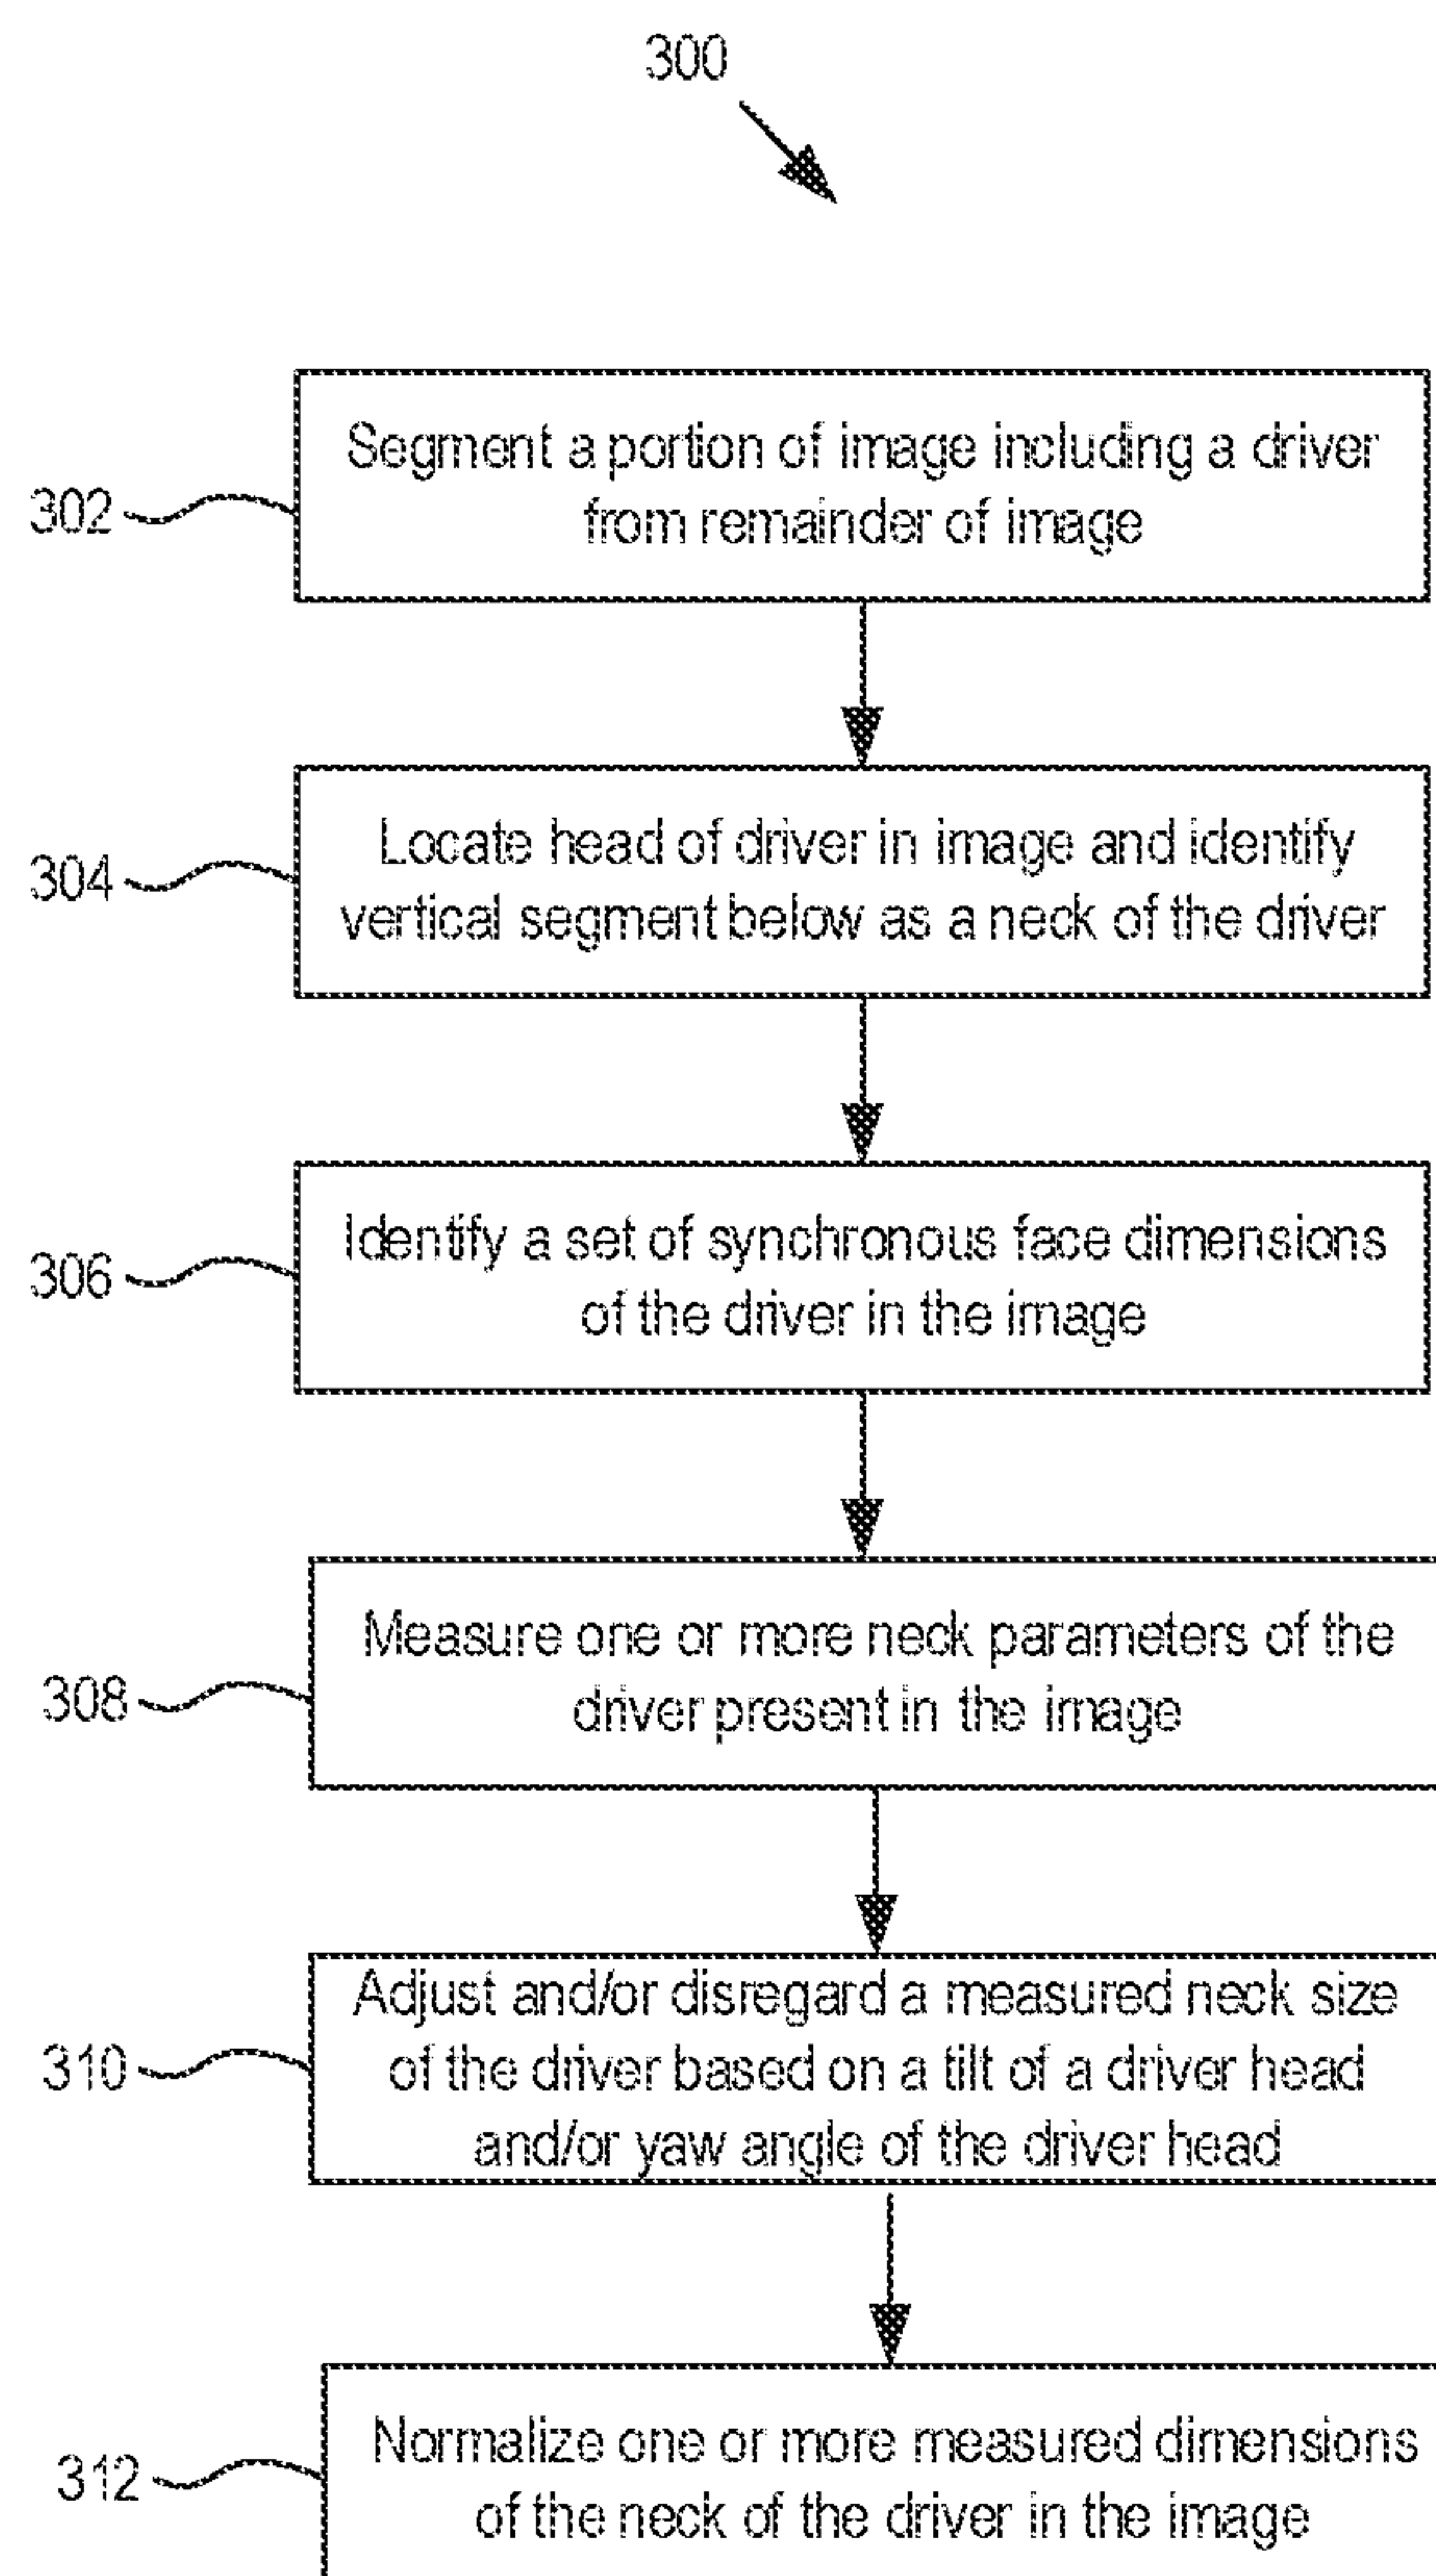 300
302
Segment a portion of image including a driver
from remainder of image
304
Locate head of driver in image and identify
vertical segment below as a neck of the driver
306
Identify a set of synchronous face dimensions
of the driver in the image
308
Measure one or more neck parameters of the
driver present in the image
310
Adjust and/or disregard a measured neck size
of the driver based on a tilt of a driver head
and/or yaw angle of the driver head
312
Normalize one or more measured dimensions
of the neck of the driver in the image